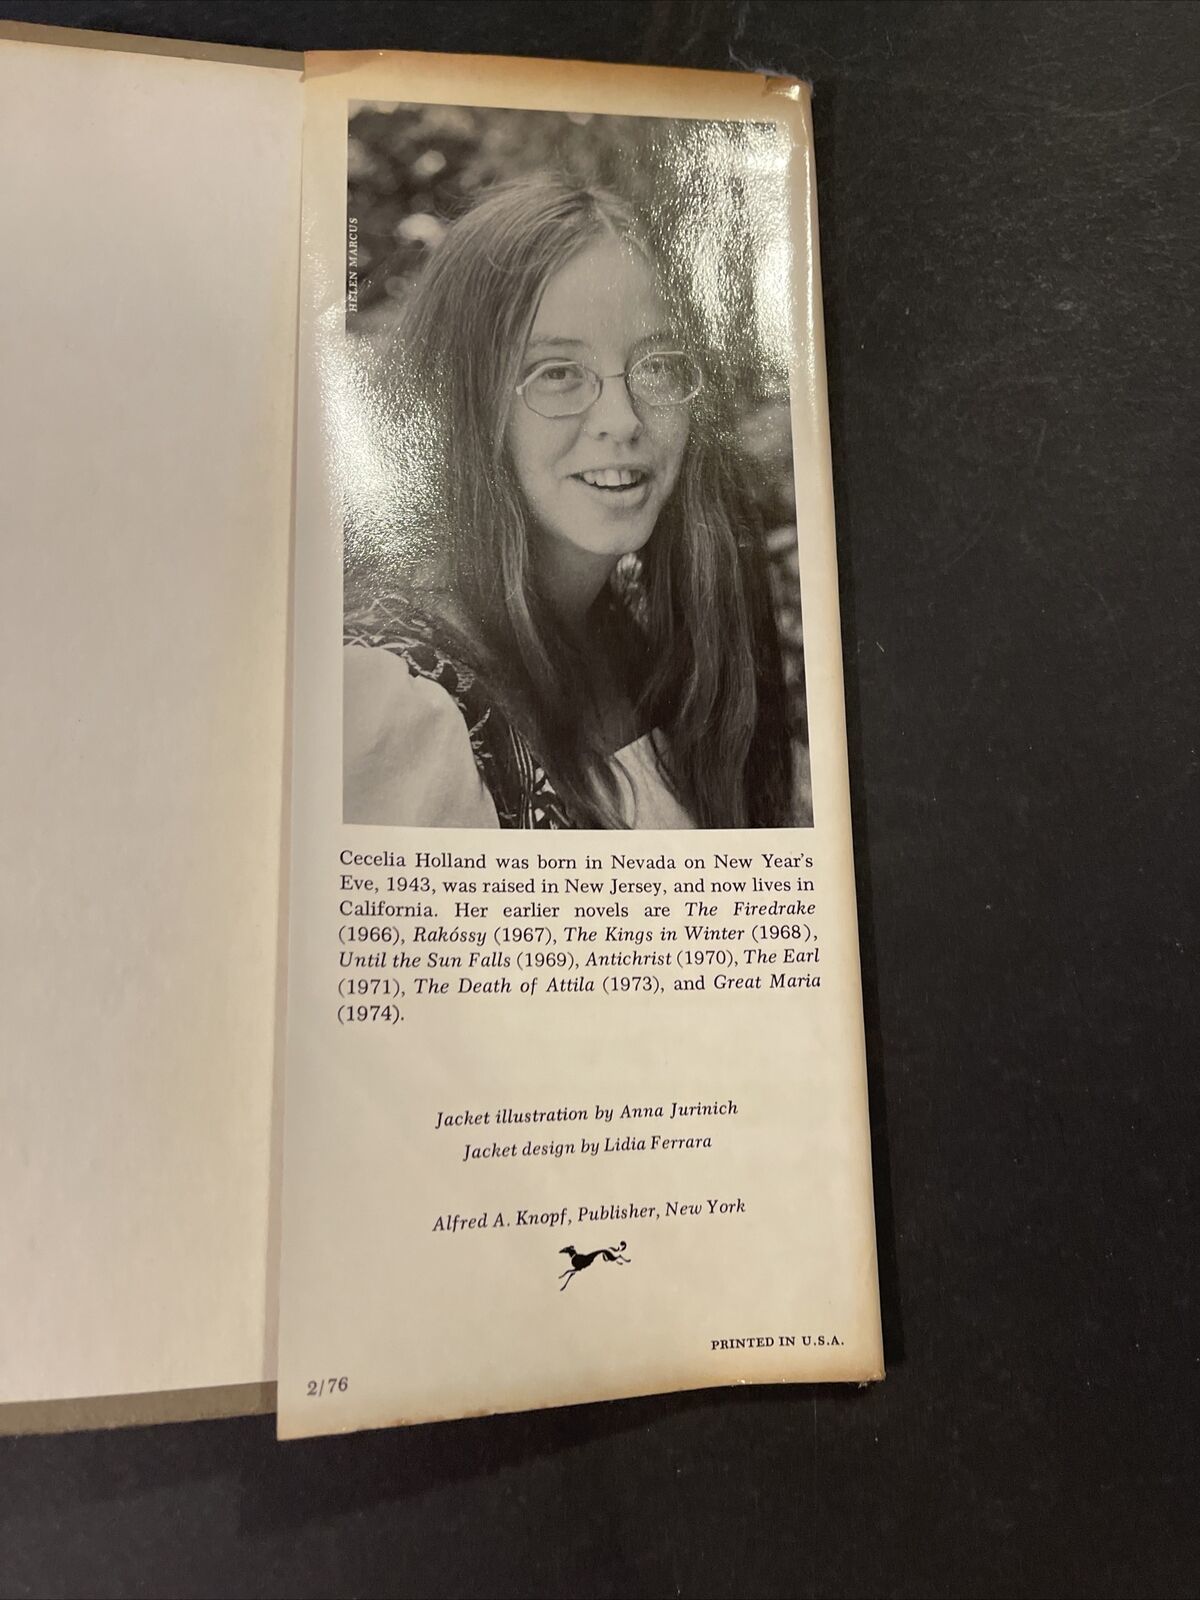 HELEN MARCUS
Cecelia Holland was born in Nevada on New Year's
Eve, 1943, was raised in New Jersey, and now lives in
California. Her earlier novels are The Firedrake
(1966), Rakóssy (1967), The Kings in Winter (1968),
Until the Sun Falls (1969), Antichrist (1970), The Earl
(1971), The Death of Attila (1973), and Great Maria
(1974).
Jacket illustration by Anna Jurinich
Jacket design by Lidia Ferrara
Alfred A. Knopf, Publisher, New York
PRINTED IN U.S.A.
2/76